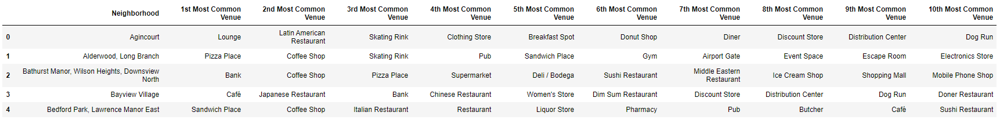 Neighborhood 1st Most Common Venue 2nd Most Common Venue 3rd Most Common Venue 4th Most Common Venue 5th Most Common Venue 6th Most Common Venue 7th Most Common Venue 8th Most Common Venue 9th Most Common Venue 10th Most Common Venue
0 Agincourt Lounge Latin American Restaurant Skating Rink Clothing Store Breakfast Spot Donut Shop Diner Discount Store Distribution Center Dog Run
1 Alderwood, Long Branch Pizza Place Coffee Shop Skating Rink Pub Sandwich Place Gym Airport Gate Event Space Escape Room Electronics Store
2 Bathurst Manor, Wilson Heights, Downsview North Bank Coffee Shop Pizza Place Supermarket Deli / Bodega Sushi Restaurant Middle Eastern Restaurant Ice Cream Shop Shopping Mall Mobile Phone Shop
3 Bayview Village Café Japanese Restaurant Bank Chinese Restaurant Women's Store Dim Sum Restaurant Discount Store Distribution Center Dog Run Doner Restaurant
4 Bedford Park, Lawrence Manor East Sandwich Place Coffee Shop Italian Restaurant Restaurant Liquor Store Pharmacy Pub Butcher Café Sushi Restaurant